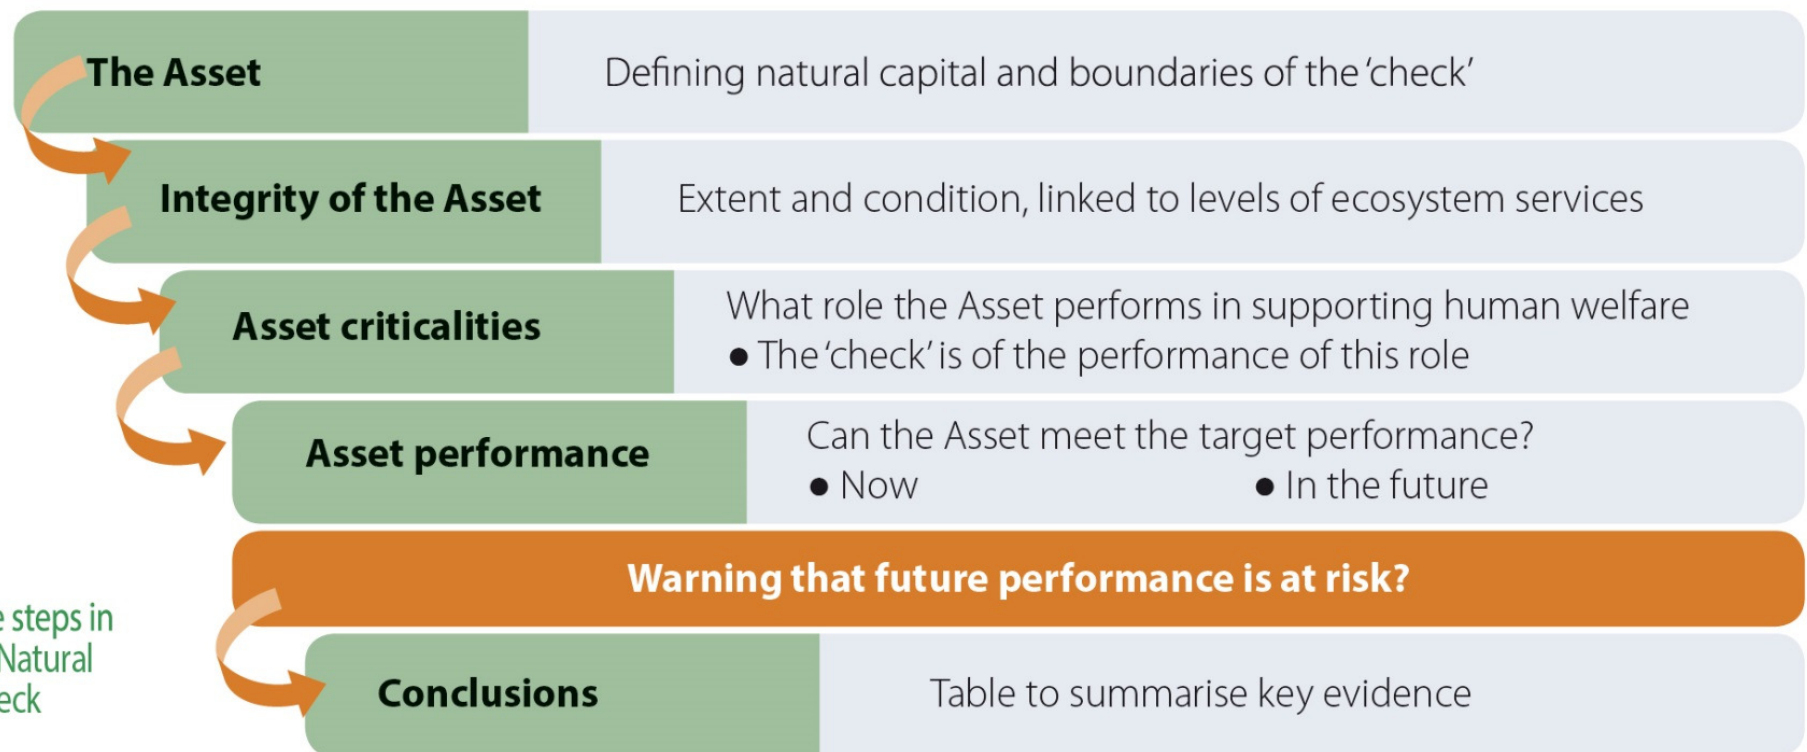 The Asset
Defining natural capital and boundaries of the ‘check’
Integrity of the Asset
Extent and condition, linked to levels of ecosystem services
Asset criticalities
What role the Asset performs in supporting human welfare
● The ‘check’ is of the performance of this role
Asset performance
Can the Asset meet the target performance?
● Now ● In the future
Warning that future performance is at risk?
Conclusions
Table to summarise key evidence
steps in
Natural